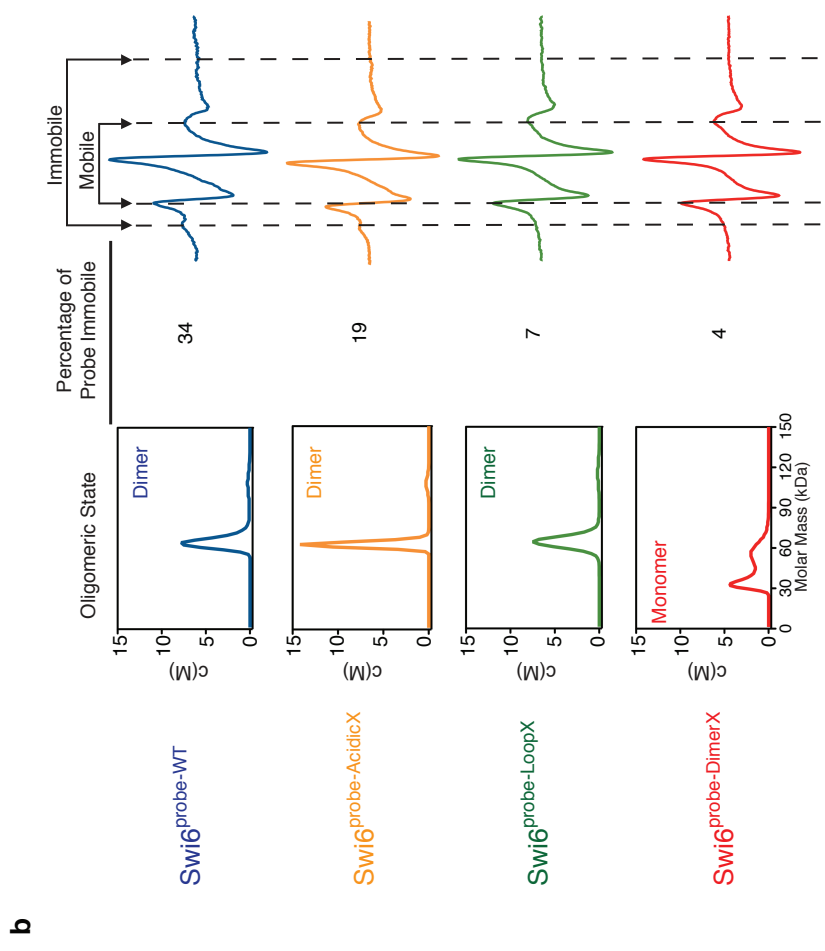 b
Oligomeric State
Percentage of
Probe Immobile
Immobile
Mobile
Swi6probe-WT
c(M)
15
10
5
0
Dimer
34
Swi6probe-AcidicX
c(M)
15
10
5
0
Dimer
19
Swi6probe-LoopX
c(M)
15
10
5
0
Dimer
7
Swi6probe-DimerX
c(M)
15
10
5
0
Monomer
4
0 30 60 90 120 150
Molar Mass (kDa)